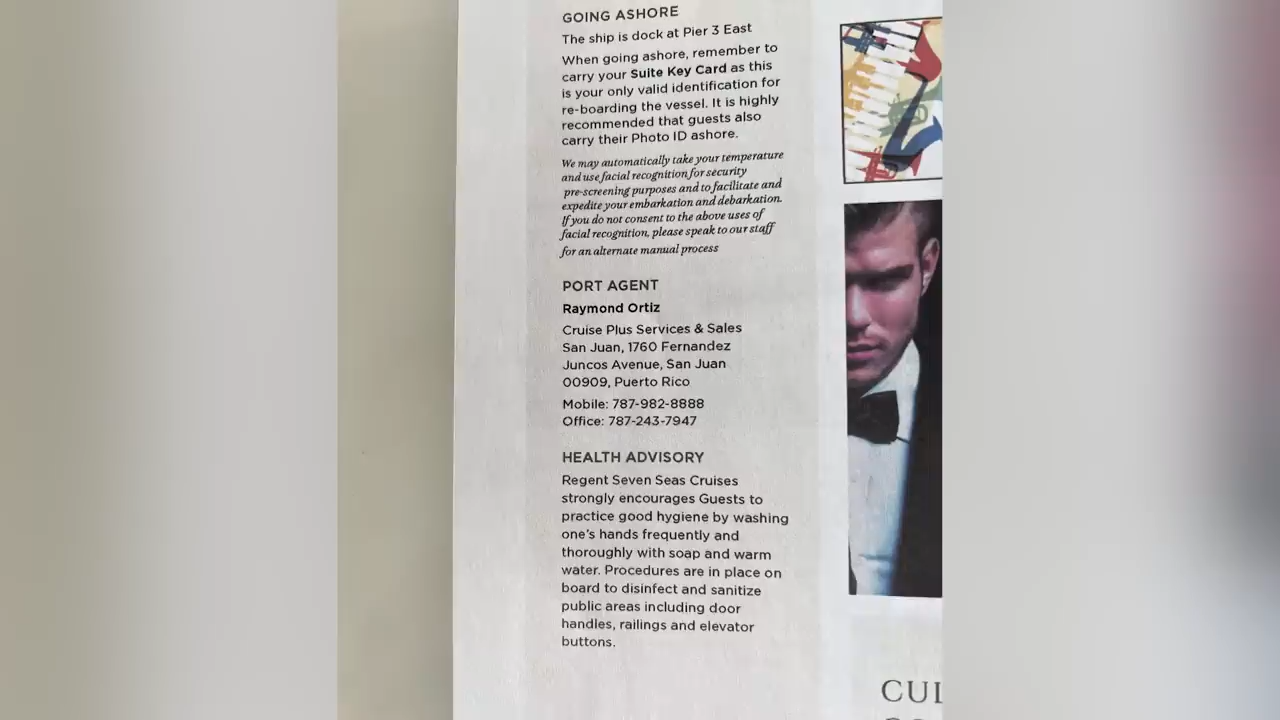 GOING ASHORE
The ship is dock at Pier 3 East
When going ashore, remember to
carry your Suite Key Card as this
is your only valid identification for
re-boarding the vessel. It is highly
recommended that guests also
carry their Photo ID ashore.
We may automatically take your temperature
and use facial recognition for security
pre-screening purposes and to facilitate and
expedite your embarkation and debarkation.
If you do not consent to the above uses of
facial recognition, please speak to our staff
for an alternate manual process
PORT AGENT
Raymond Ortiz
Cruise Plus Services & Sales
San Juan, 1760 Fernandez
Juncos Avenue, San Juan
00909, Puerto Rico
Mobile: 787-982-8888
Office: 787-243-7947
HEALTH ADVISORY
Regent Seven Seas Cruises
strongly encourages Guests to
practice good hygiene by washing
one's hands frequently and
thoroughly with soap and warm
water. Procedures are in place on
board to disinfect and sanitize
public areas including door
handles, railings and elevator
buttons.
CUL